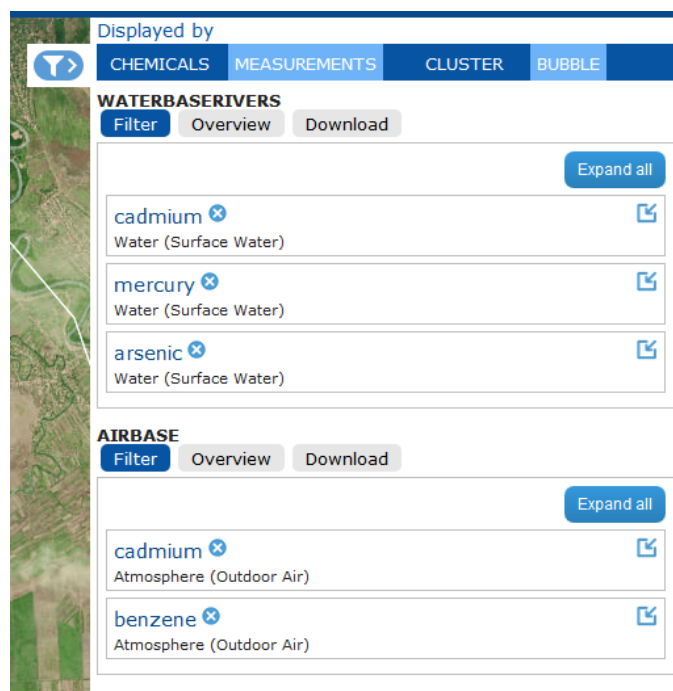 Displayed by
CHEMICALS MEASUREMENTS CLUSTER BUBBLE
WATERBASERIVERS
Filter Overview Download
Expand all
cadmium
Water (Surface Water)
mercury
Water (Surface Water)
arsenic
Water (Surface Water)
AIRBASE
Filter Overview Download
Expand all
cadmium
Atmosphere (Outdoor Air)
benzene
Atmosphere (Outdoor Air)